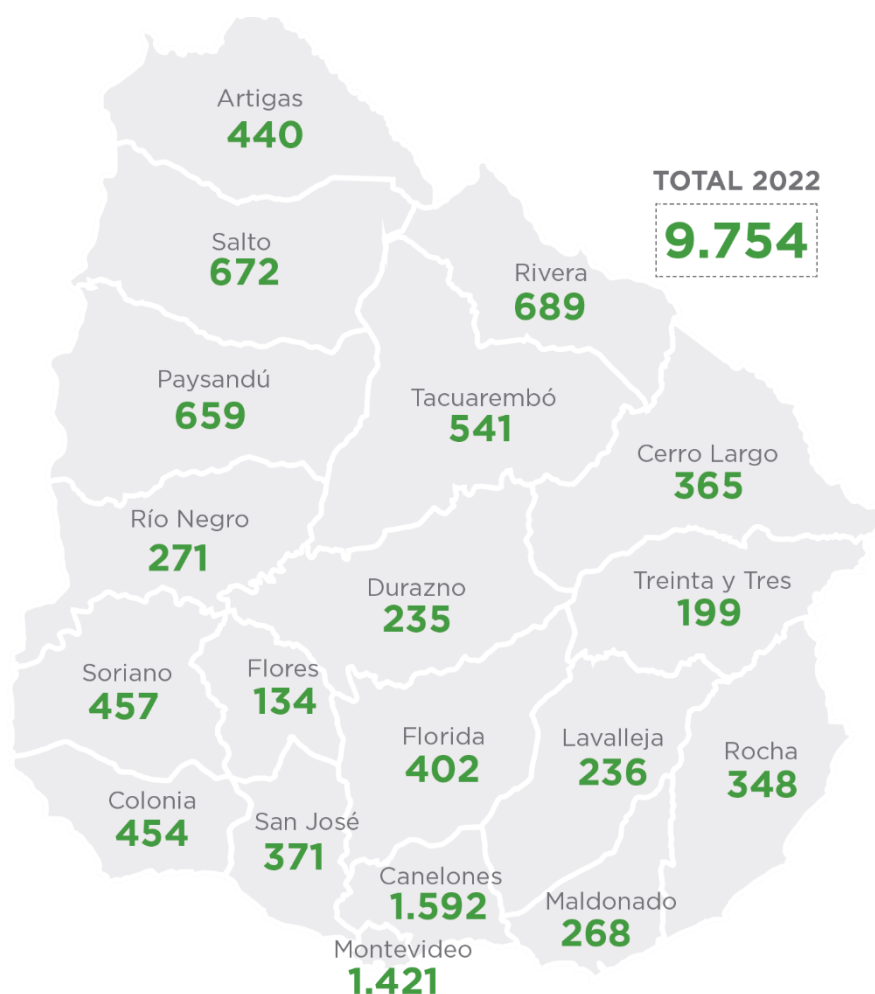 Artigas
440
TOTAL 2022
9.754
Salto
672
Rivera
689
Paysandú
659
Tacuarembó
541
Cerro Largo
365
Río Negro
271
Durazno
235
Treinta y Tres
199
Soriano
457
Flores
134
Florida
402
Lavalleja
236
Rocha
348
Colonia
454
San José
371
Canelones
1.592
Maldonado
268
Montevideo
1.421